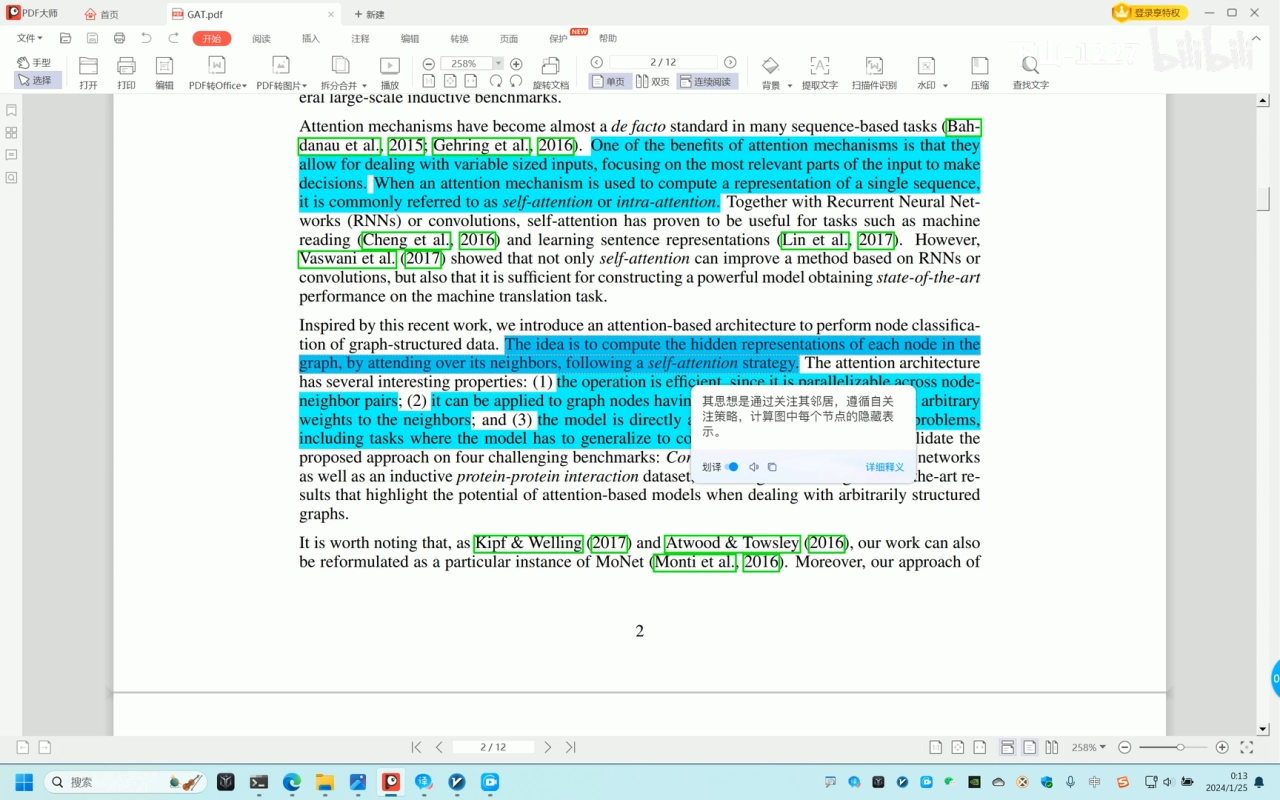 PDF大师
首页
GAT.pdf
新建
登录享特权
文件
开始
阅读
插入
注释
编辑
转换
页面
保护
NEW
帮助
手型
选择
打开
打印
编辑
PDF转Office
PDF转图片
拆分合并
播放
258%
旋转文档
2 / 12
单页
双页
连续阅读
背景
提取文字
扫描件识别
水印
压缩
查找文字
bilibili
eral large-scale inductive benchmarks.
Attention mechanisms have become almost a de facto standard in many sequence-based tasks (Bah-
danau et al., 2015; Gehring et al., 2016). One of the benefits of attention mechanisms is that they
allow for dealing with variable sized inputs, focusing on the most relevant parts of the input to make
decisions. When an attention mechanism is used to compute a representation of a single sequence,
it is commonly referred to as self-attention or intra-attention. Together with Recurrent Neural Net-
works (RNNs) or convolutions, self-attention has proven to be useful for tasks such as machine
reading (Cheng et al., 2016) and learning sentence representations (Lin et al., 2017). However,
Vaswani et al. (2017) showed that not only self-attention can improve a method based on RNNs or
convolutions, but also that it is sufficient for constructing a powerful model obtaining state-of-the-art
performance on the machine translation task.
Inspired by this recent work, we introduce an attention-based architecture to perform node classifica-
tion of graph-structured data. The idea is to compute the hidden representations of each node in the
graph, by attending over its neighbors, following a self-attention strategy. The attention architecture
has several interesting properties: (1) the operation is efficient, since it is parallelizable across node-
neighbor pairs; (2) it can be applied to graph nodes havin arbitrary
weights to the neighbors; and (3) the model is directly problems,
including tasks where the model has to generalize to co lidate the
proposed approach on four challenging benchmarks: Cor networks
as well as an inductive protein-protein interaction dataset, the-art re-
sults that highlight the potential of attention-based models when dealing with arbitrarily structured
graphs.
其思想是通过关注其邻居，遵循自关
注策略，计算图中每个节点的隐藏表
示。
划译
详细释义
It is worth noting that, as Kipf & Welling (2017) and Atwood & Towsley (2016), our work can also
be reformulated as a particular instance of MoNet (Monti et al., 2016). Moreover, our approach of
2
2 / 12
258%
搜索
中
0:13
2024/1/25